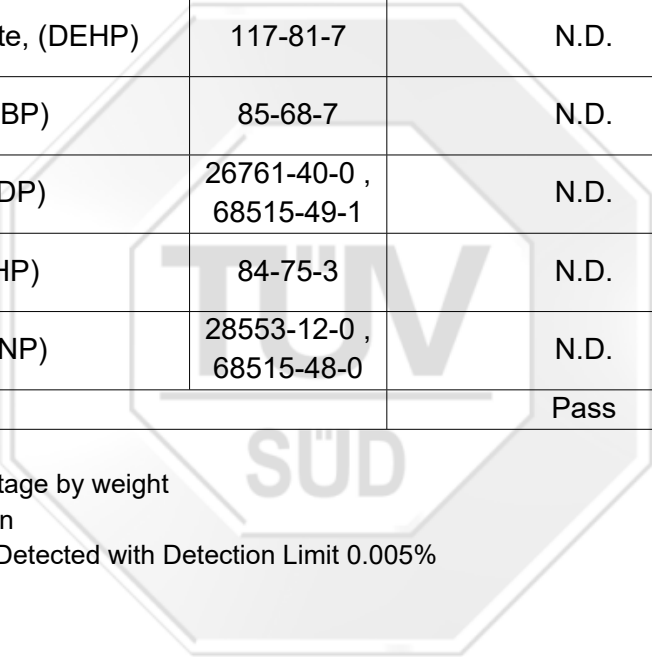 te, (DEHP) 117-81-7 N.D.
BP) 85-68-7 N.D.
DP) 26761-40-0 ,
68515-49-1 N.D.
HP) 84-75-3 N.D.
NP) 28553-12-0 ,
68515-48-0 N.D.
Pass
tage by weight
n
Detected with Detection Limit 0.005%
TÜV
SÜD